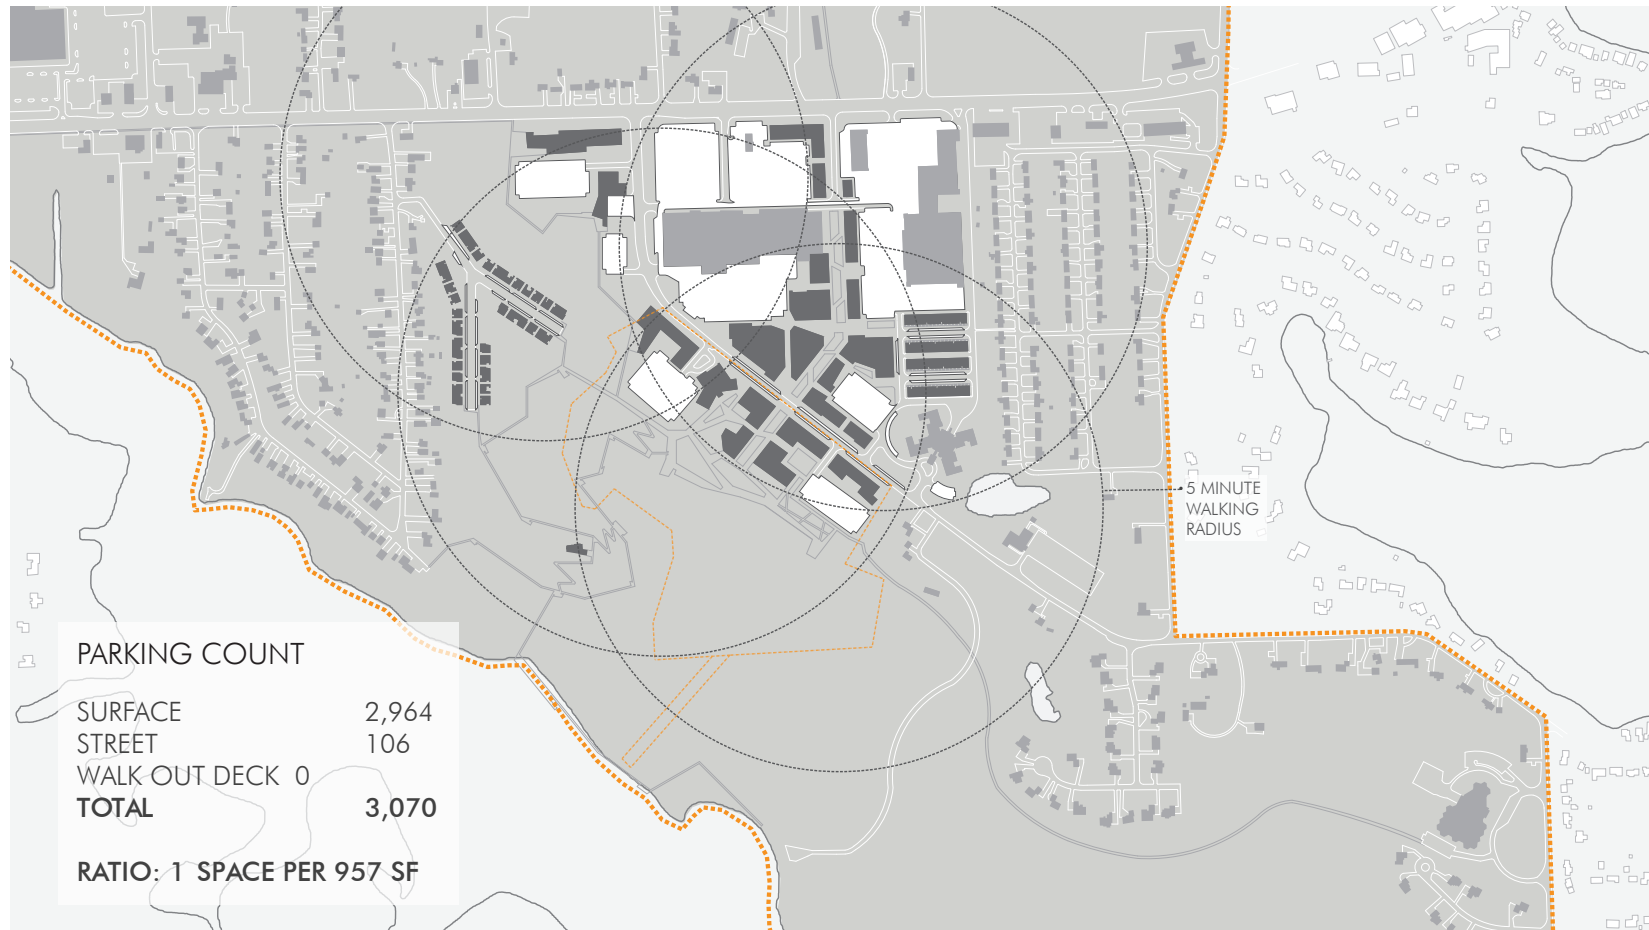 5 MINUTE
WALKING
RADIUS
PARKING COUNT
SURFACE 2,964
STREET 106
WALK OUT DECK 0
TOTAL 3,070
RATIO: 1 SPACE PER 957 SF